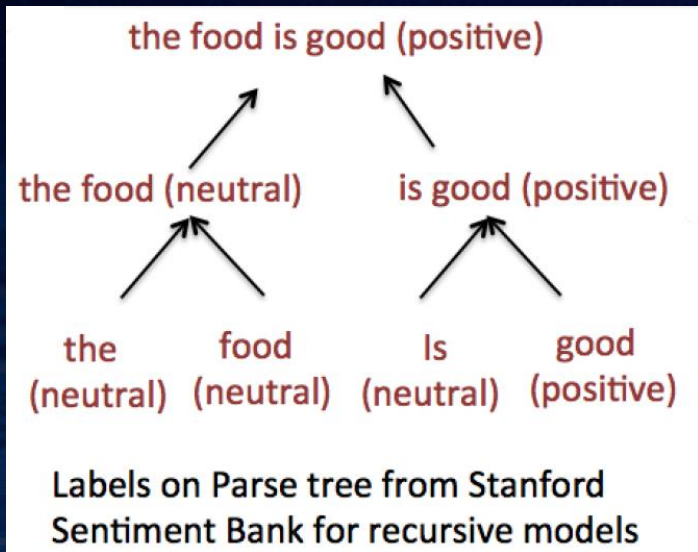 the food is good (positive)
the food (neutral)
is good (positive)
the
(neutral)
food
(neutral)
Is
(neutral)
good
(positive)
Labels on Parse tree from Stanford
Sentiment Bank for recursive models